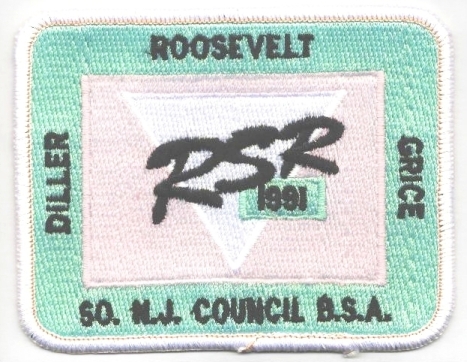 ROOSEVELT
DILLER
RSR
1991
GRICE
SO. N.J. COUNCIL B.S.A.